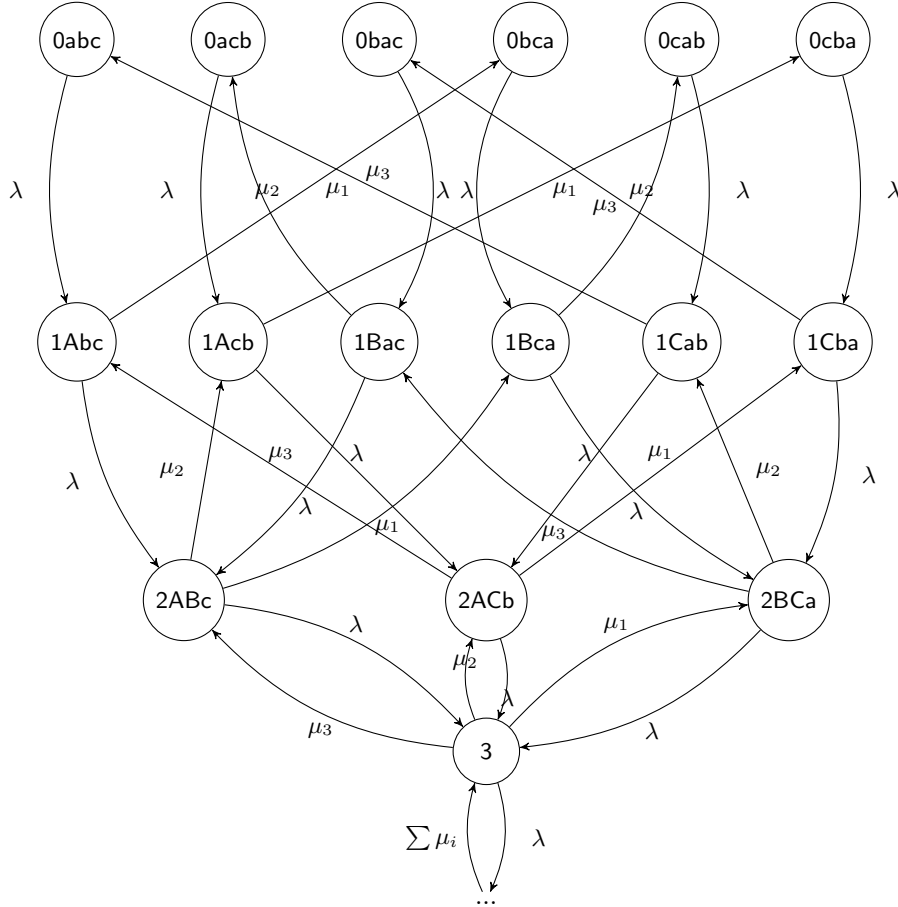 0abc 0acb 0bac 0bca 0cab 0cba
λ λ μ₂ μ₁ μ₃ λ λ μ₁ μ₃ μ₂ λ λ
1Abc 1Acb 1Bac 1Bca 1Cab 1Cba
λ μ₂ μ₃ λ λ μ₁ μ₂ λ
λ μ₁ μ₃ λ
2ABc 2ACb 2BCa
λ μ₂ μ₁
μ₃ λ λ
3
∑ μᵢ λ
...